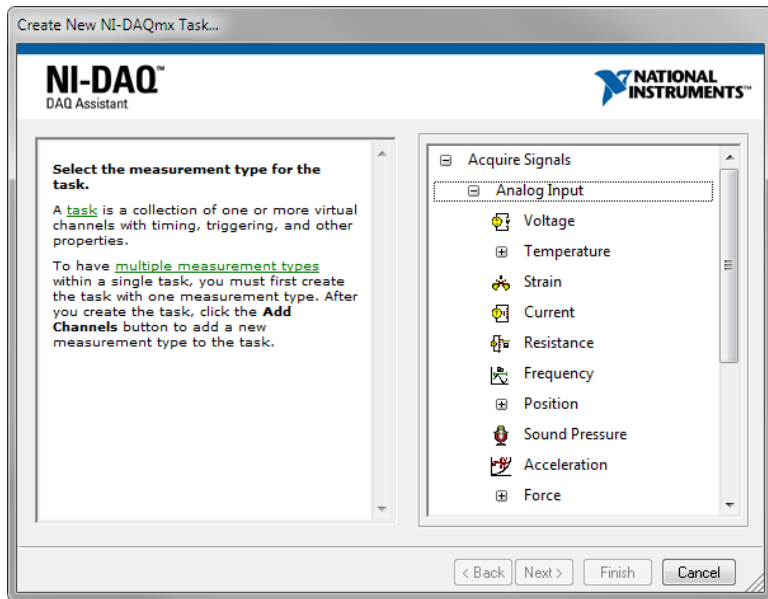 Create New NI-DAQmx Task...
NI-DAQ™
DAQ Assistant
NATIONAL
INSTRUMENTS™
Select the measurement type for the
task.
A task is a collection of one or more virtual
channels with timing, triggering, and other
properties.
To have multiple measurement types
within a single task, you must first create
the task with one measurement type. After
you create the task, click the Add
Channels button to add a new
measurement type to the task.
Acquire Signals
Analog Input
Voltage
Temperature
Strain
Current
Resistance
Frequency
Position
Sound Pressure
Acceleration
Force
< Back Next > Finish Cancel